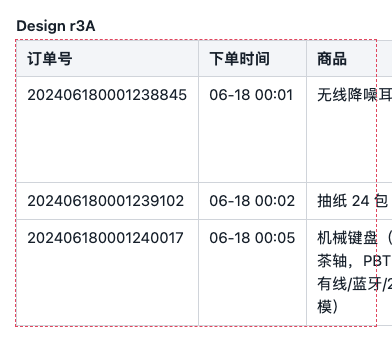 Design r3A
订单号 下单时间 商品
202406180001238845 06-18 00:01 无线降噪耳
202406180001239102 06-18 00:02 抽纸 24 包
202406180001240017 06-18 00:05 机械键盘（
茶轴，PBT
有线/蓝牙/2
模）